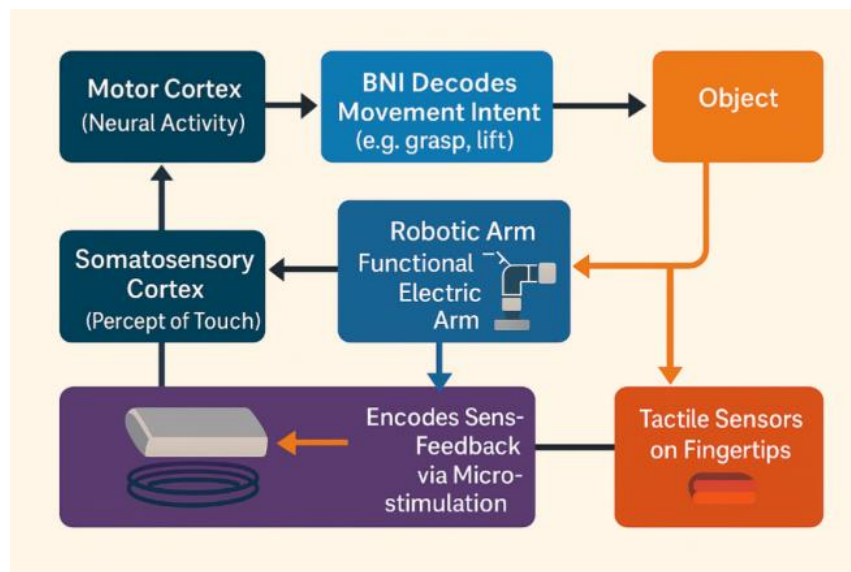 Motor Cortex
(Neural Activity)
BNI Decodes
Movement Intent
(e.g. grasp, lift)
Object
Somatosensory
Cortex
(Percept of Touch)
Robotic Arm
Functional
Electric
Arm
Encodes Sens-
Feedback
via Micro-
stimulation
Tactile Sensors
on Fingertips